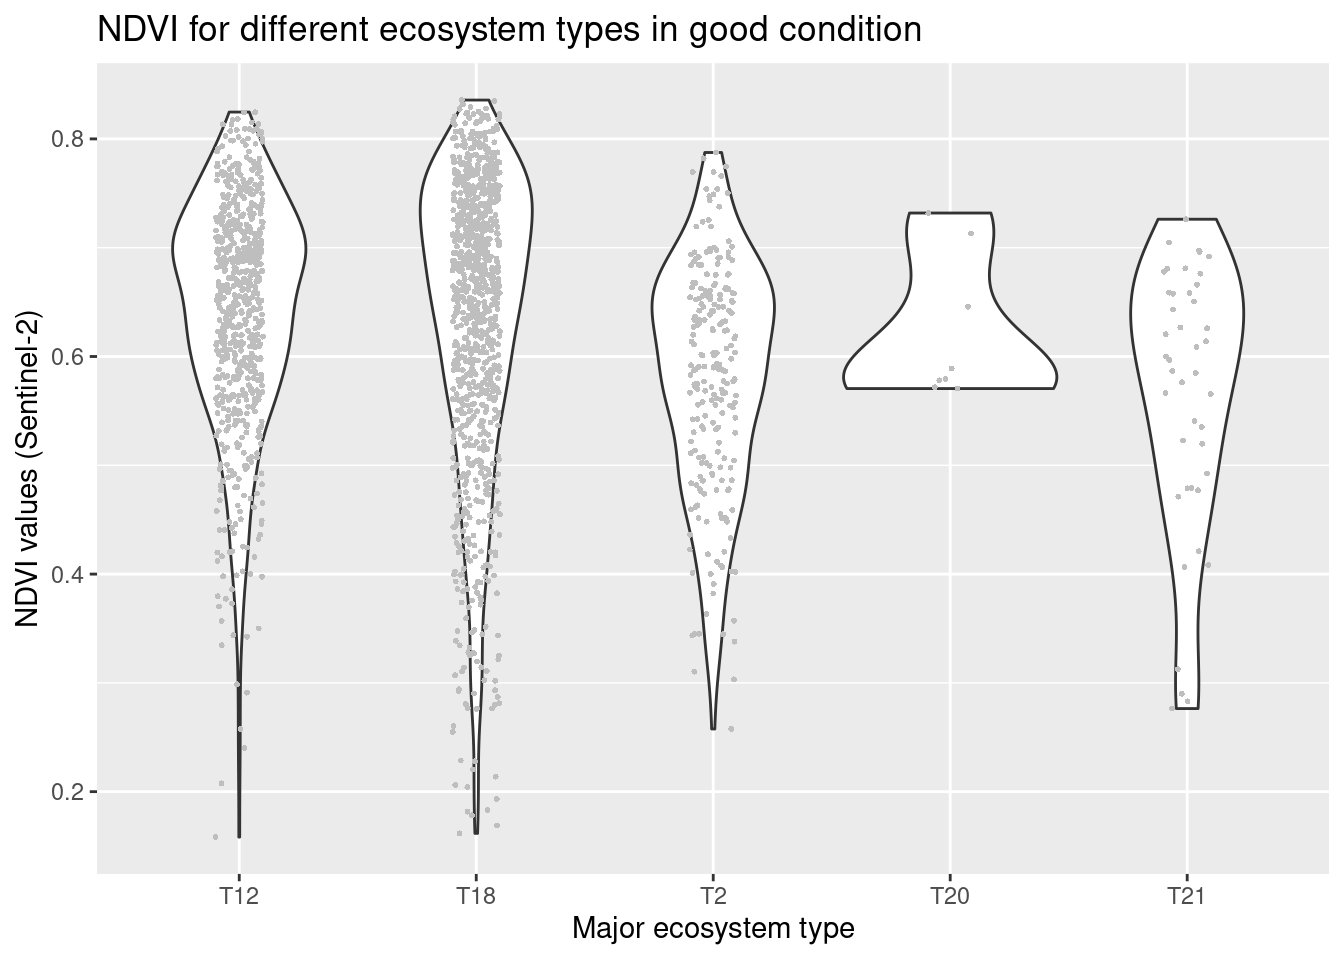 NDVI for different ecosystem types in good condition
NDVI values (Sentinel-2)
0.8
0.6
0.4
0.2
T12 T18 T2 T20 T21
Major ecosystem type